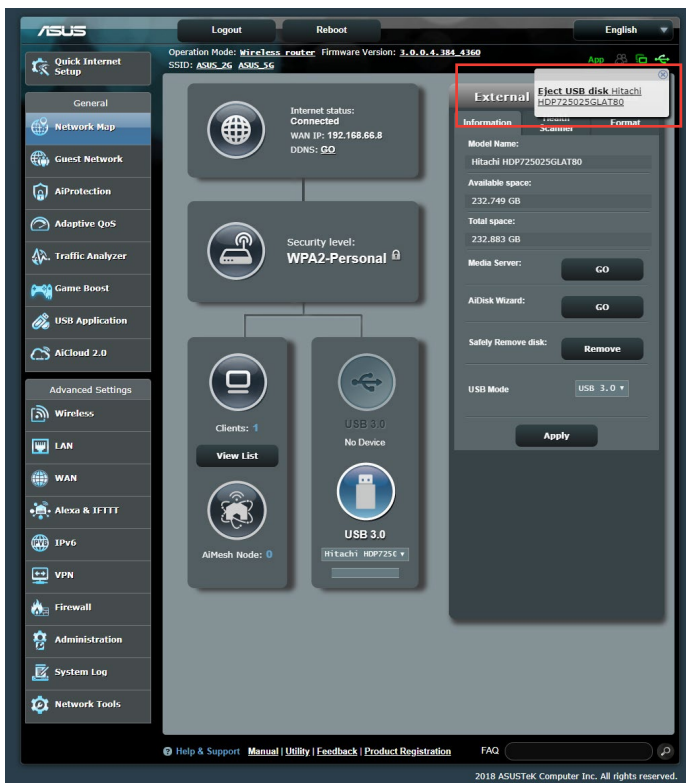 ASUS
Logout
Reboot
English
Quick Internet
Setup
Operation Mode: Wireless router Firmware Version: 3.0.0.4.384_4360
SSID: ASUS_2G ASUS_5G
App
General
Network Map
Guest Network
AiProtection
Adaptive QoS
Traffic Analyzer
Game Boost
USB Application
AiCloud 2.0
Advanced Settings
Wireless
LAN
WAN
Alexa & IFTTT
IPv6
VPN
Firewall
Administration
System Log
Network Tools
Internet status:
Connected
WAN IP: 192.168.66.8
DDNS: GO
Security level:
WPA2-Personal
Clients: 1
View List
AiMesh Node: 0
USB 3.0
No Device
USB 3.0
Hitachi HDP725
External
Eject USB disk Hitachi
HDP725025GLAT80
Information
Health
Scanner
Format
Model Name:
Hitachi HDP725025GLAT80
Available space:
232.749 GB
Total space:
232.883 GB
Media Server:
GO
AiDisk Wizard:
GO
Safely Remove disk:
Remove
USB Mode
USB 3.0
Apply
Help & Support Manual | Utility | Feedback | Product Registration
FAQ
2018 ASUSTeK Computer Inc. All rights reserved.